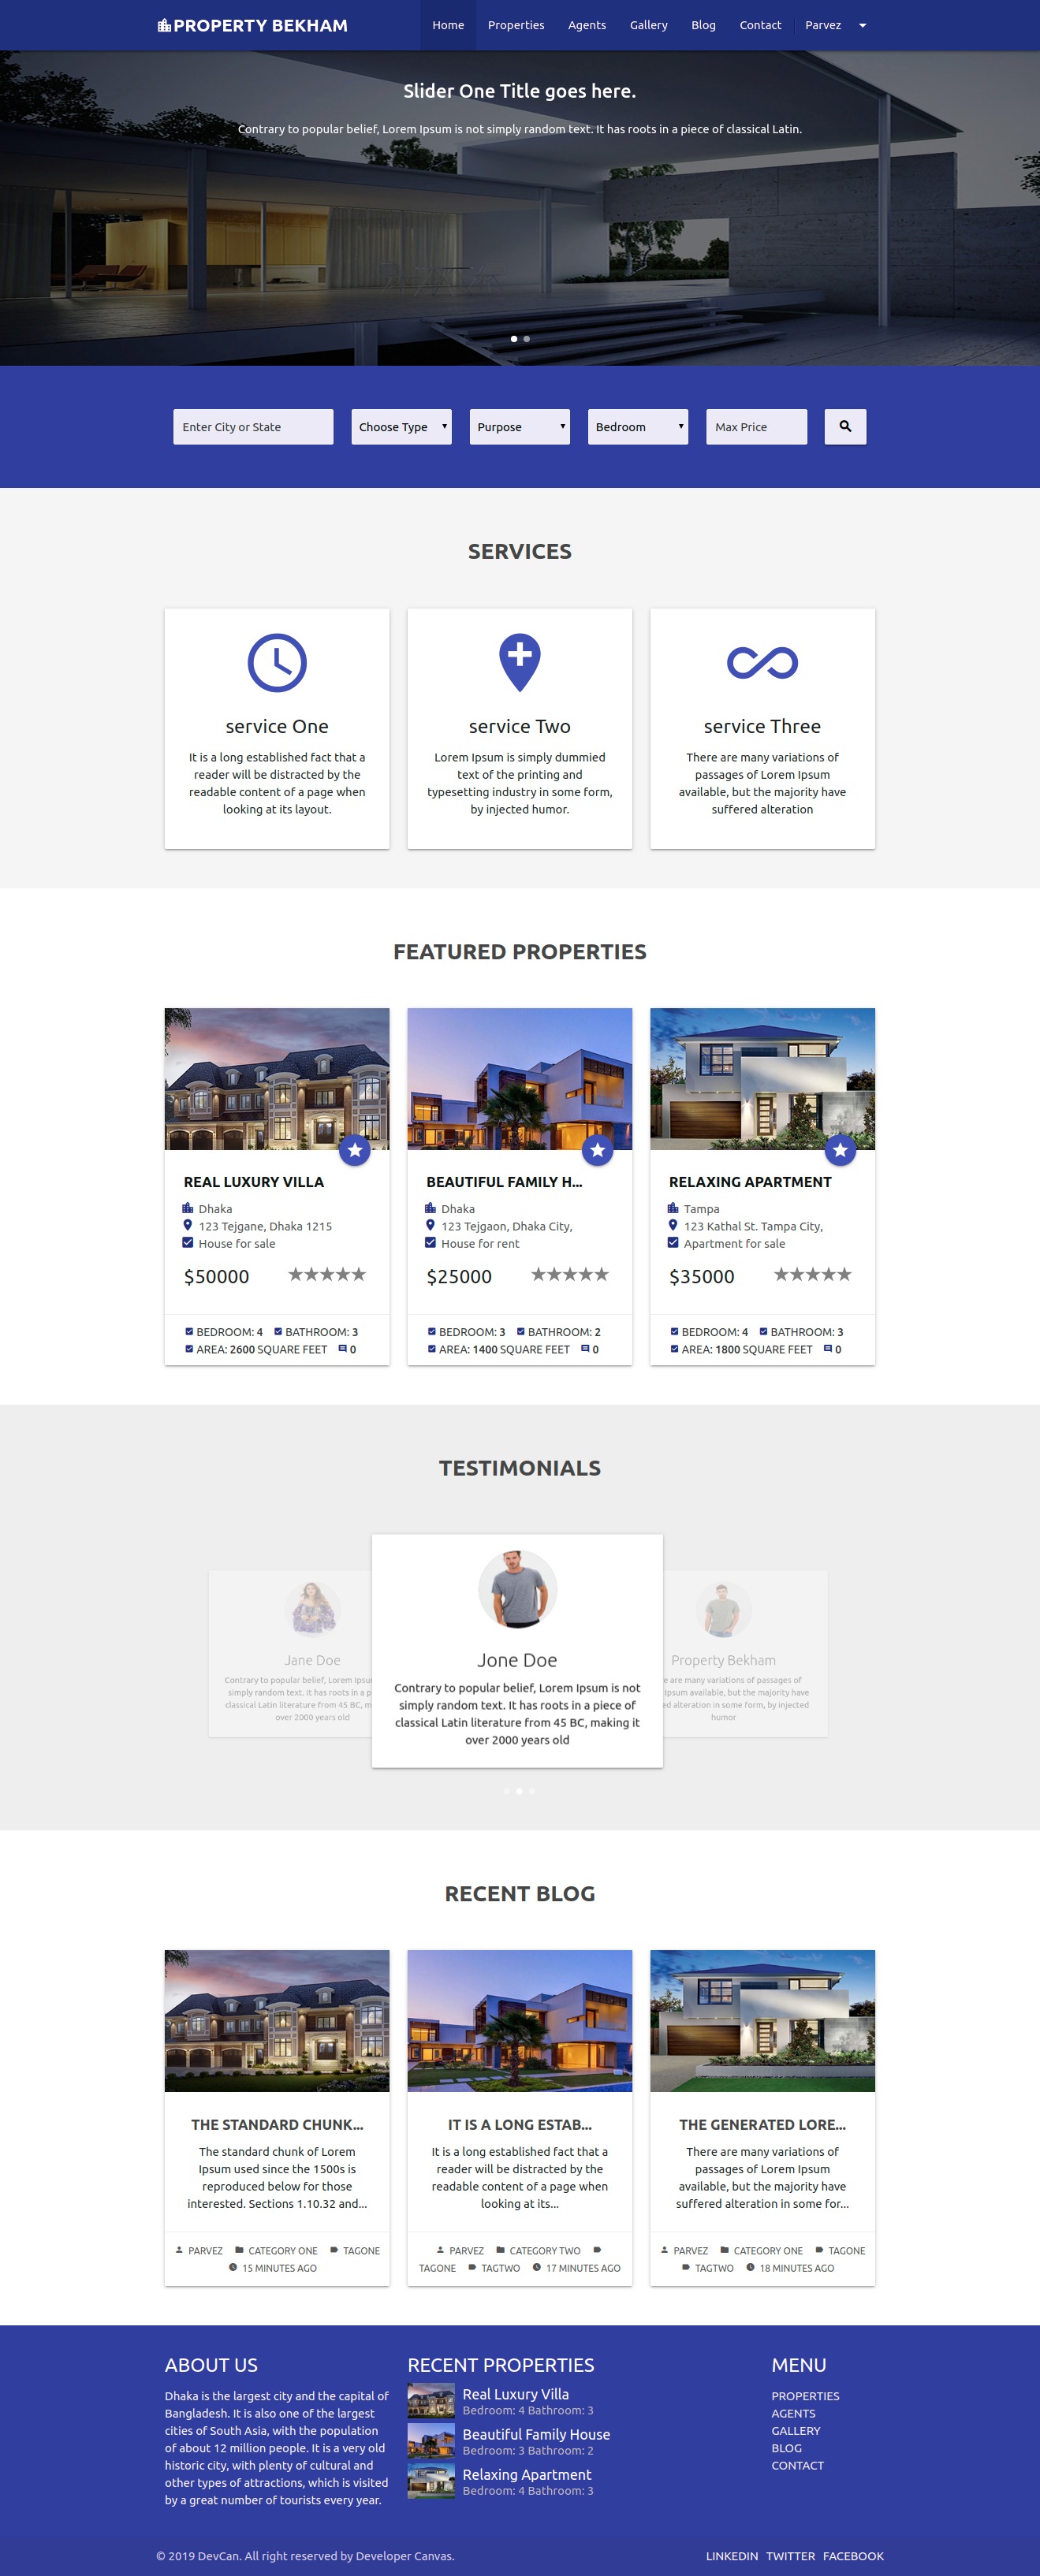 PROPERTY BEKHAM
Home Properties Agents Gallery Blog Contact Parvez
Slider One Title goes here.
Contrary to popular belief, Lorem Ipsum is not simply random text. It has roots in a piece of classical Latin.
Enter City or State Choose Type Purpose Bedroom Max Price
SERVICES
service One
It is a long established fact that a
reader will be distracted by the
readable content of a page when
looking at its layout.
service Two
Lorem Ipsum is simply dummied
text of the printing and
typesetting industry in some form,
by injected humor.
service Three
There are many variations of
passages of Lorem Ipsum
available, but the majority have
suffered alteration
FEATURED PROPERTIES
REAL LUXURY VILLA
Dhaka
123 Tejgane, Dhaka 1215
House for sale
$50000
BEDROOM: 4 BATHROOM: 3
AREA: 2600 SQUARE FEET 0
BEAUTIFUL FAMILY H...
Dhaka
123 Tejgaon, Dhaka City,
House for rent
$25000
BEDROOM: 3 BATHROOM: 2
AREA: 1400 SQUARE FEET 0
RELAXING APARTMENT
Tampa
123 Kathal St. Tampa City,
Apartment for sale
$35000
BEDROOM: 4 BATHROOM: 3
AREA: 1800 SQUARE FEET 0
TESTIMONIALS
Jane Doe
Contrary to popular belief, Lorem Ipsu
simply random text. It has roots in a p
classical Latin literature from 45 BC, m
over 2000 years old
Jone Doe
Contrary to popular belief, Lorem Ipsum is not
simply random text. It has roots in a piece of
classical Latin literature from 45 BC, making it
over 2000 years old
Property Bekham
e are many variations of passages of
Ipsum available, but the majority have
ed alteration in some form, by injected
humor
RECENT BLOG
THE STANDARD CHUNK...
The standard chunk of Lorem
Ipsum used since the 1500s is
reproduced below for those
interested. Sections 1.10.32 and...
PARVEZ CATEGORY ONE TAGONE
15 MINUTES AGO
IT IS A LONG ESTAB...
It is a long established fact that a
reader will be distracted by the
readable content of a page when
looking at its...
PARVEZ CATEGORY TWO
TAGONE TAGTWO 17 MINUTES AGO
THE GENERATED LORE...
There are many variations of
passages of Lorem Ipsum
available, but the majority have
suffered alteration in some for...
PARVEZ CATEGORY ONE TAGONE
TAGTWO 18 MINUTES AGO
ABOUT US
Dhaka is the largest city and the capital of
Bangladesh. It is also one of the largest
cities of South Asia, with the population
of about 12 million people. It is a very old
historic city, with plenty of cultural and
other types of attractions, which is visited
by a great number of tourists every year.
RECENT PROPERTIES
Real Luxury Villa
Bedroom: 4 Bathroom: 3
Beautiful Family House
Bedroom: 3 Bathroom: 2
Relaxing Apartment
Bedroom: 4 Bathroom: 3
MENU
PROPERTIES
AGENTS
GALLERY
BLOG
CONTACT
© 2019 DevCan. All right reserved by Developer Canvas.
LINKEDIN TWITTER FACEBOOK